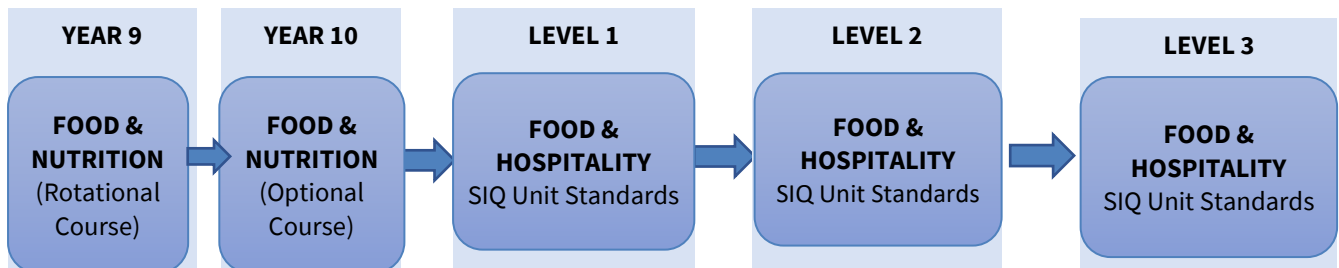 YEAR 9
FOOD &
NUTRITION
(Rotational
Course)
YEAR 10
FOOD &
NUTRITION
(Optional
Course)
LEVEL 1
FOOD &
HOSPITALITY
SIQ Unit Standards
LEVEL 2
FOOD &
HOSPITALITY
SIQ Unit Standards
LEVEL 3
FOOD &
HOSPITALITY
SIQ Unit Standards